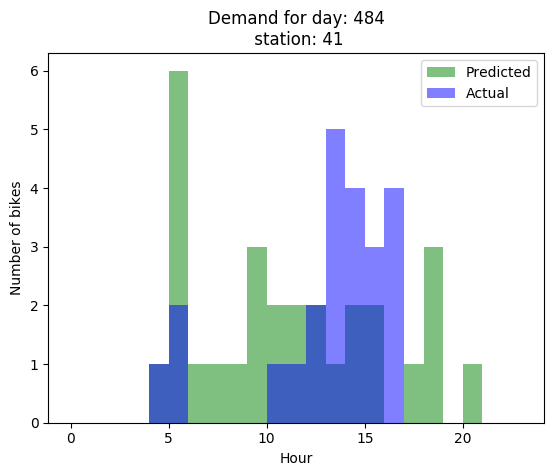 Demand for day: 484
station: 41
Predicted
Actual
Number of bikes
6
5
4
3
2
1
0
0 5 10 15 20
Hour